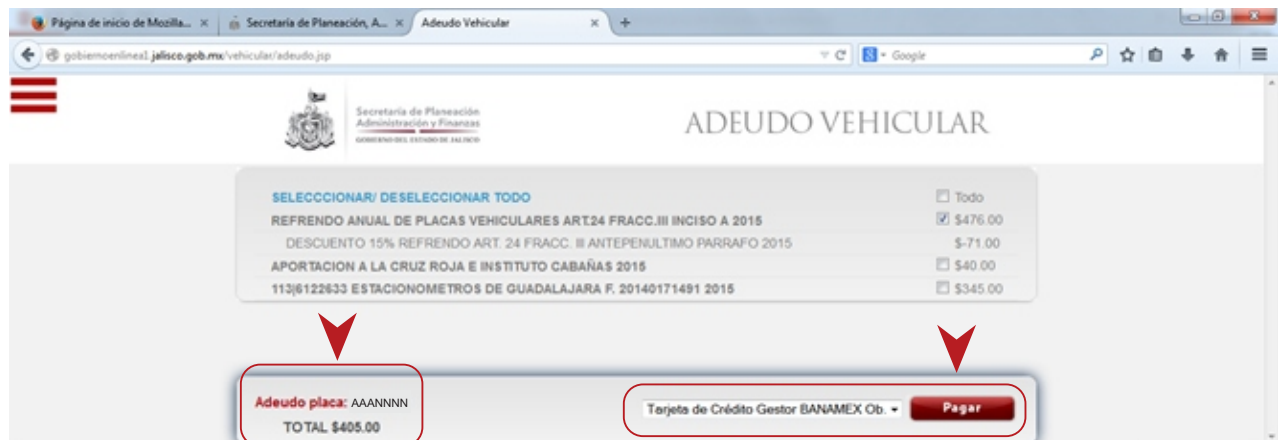 Página de inicio de Mozilla... ×
Secretaría de Planeación, A... ×
Adeudo Vehicular ×
gobiernoenlinea1.jalisco.gob.mx/vehicular/adeudo.jsp
Google
Secretaría de Planeación
Administración y Finanzas
GOBIERNO DEL ESTADO DE JALISCO
ADEUDO VEHICULAR
SELECCCIONAR/ DESELECCIONAR TODO Todo
REFRENDO ANUAL DE PLACAS VEHICULARES ART.24 FRACC.III INCISO A 2015 $476.00
DESCUENTO 15% REFRENDO ART. 24 FRACC. III ANTEPENULTIMO PARRAFO 2015 $-71.00
APORTACION A LA CRUZ ROJA E INSTITUTO CABAÑAS 2015 $40.00
113|6122633 ESTACIONOMETROS DE GUADALAJARA F. 20140171491 2015 $345.00
Adeudo placa: AAANNNN
TOTAL $405.00
Tarjeta de Crédito Gestor BANAMEX Ob.
Pagar